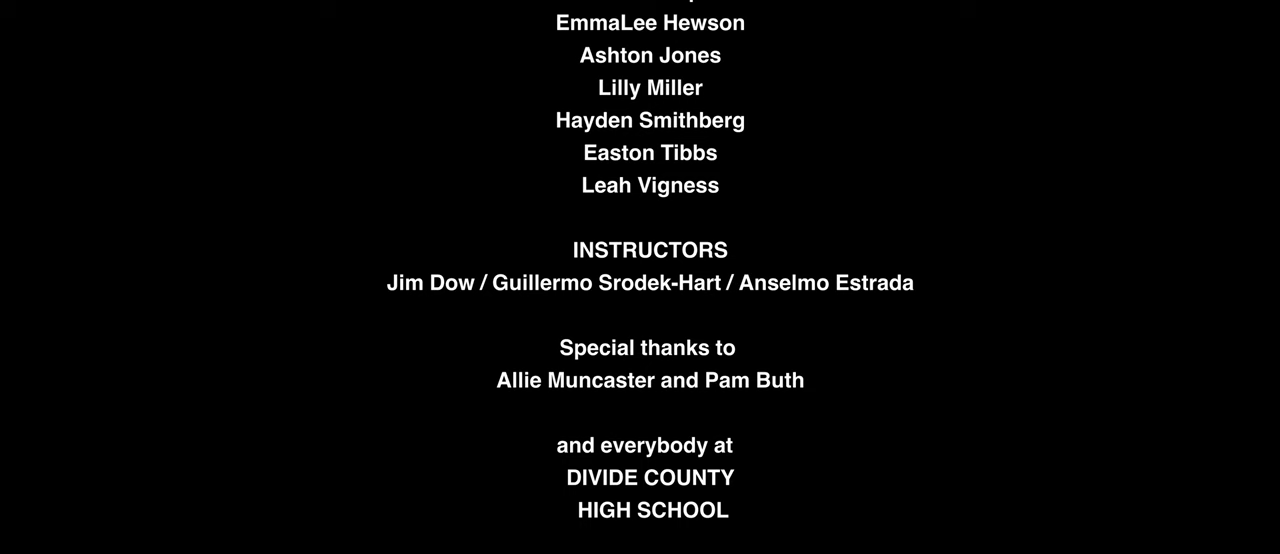 EmmaLee Hewson
Ashton Jones
Lilly Miller
Hayden Smithberg
Easton Tibbs
Leah Vigness
INSTRUCTORS
Jim Dow / Guillermo Srodek-Hart / Anselmo Estrada
Special thanks to
Allie Muncaster and Pam Buth
and everybody at
DIVIDE COUNTY
HIGH SCHOOL